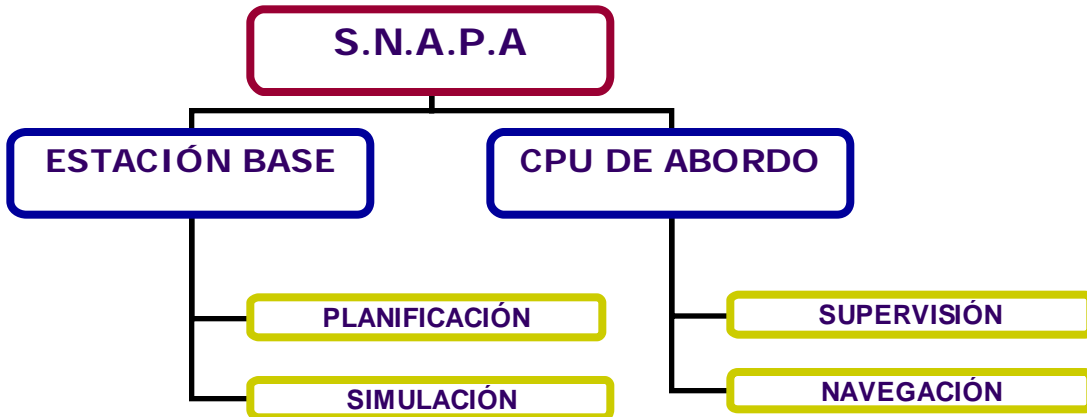 S.N.A.P.A
ESTACIÓN BASE
CPU DE ABORDO
PLANIFICACIÓN
SUPERVISIÓN
SIMULACIÓN
NAVEGACIÓN